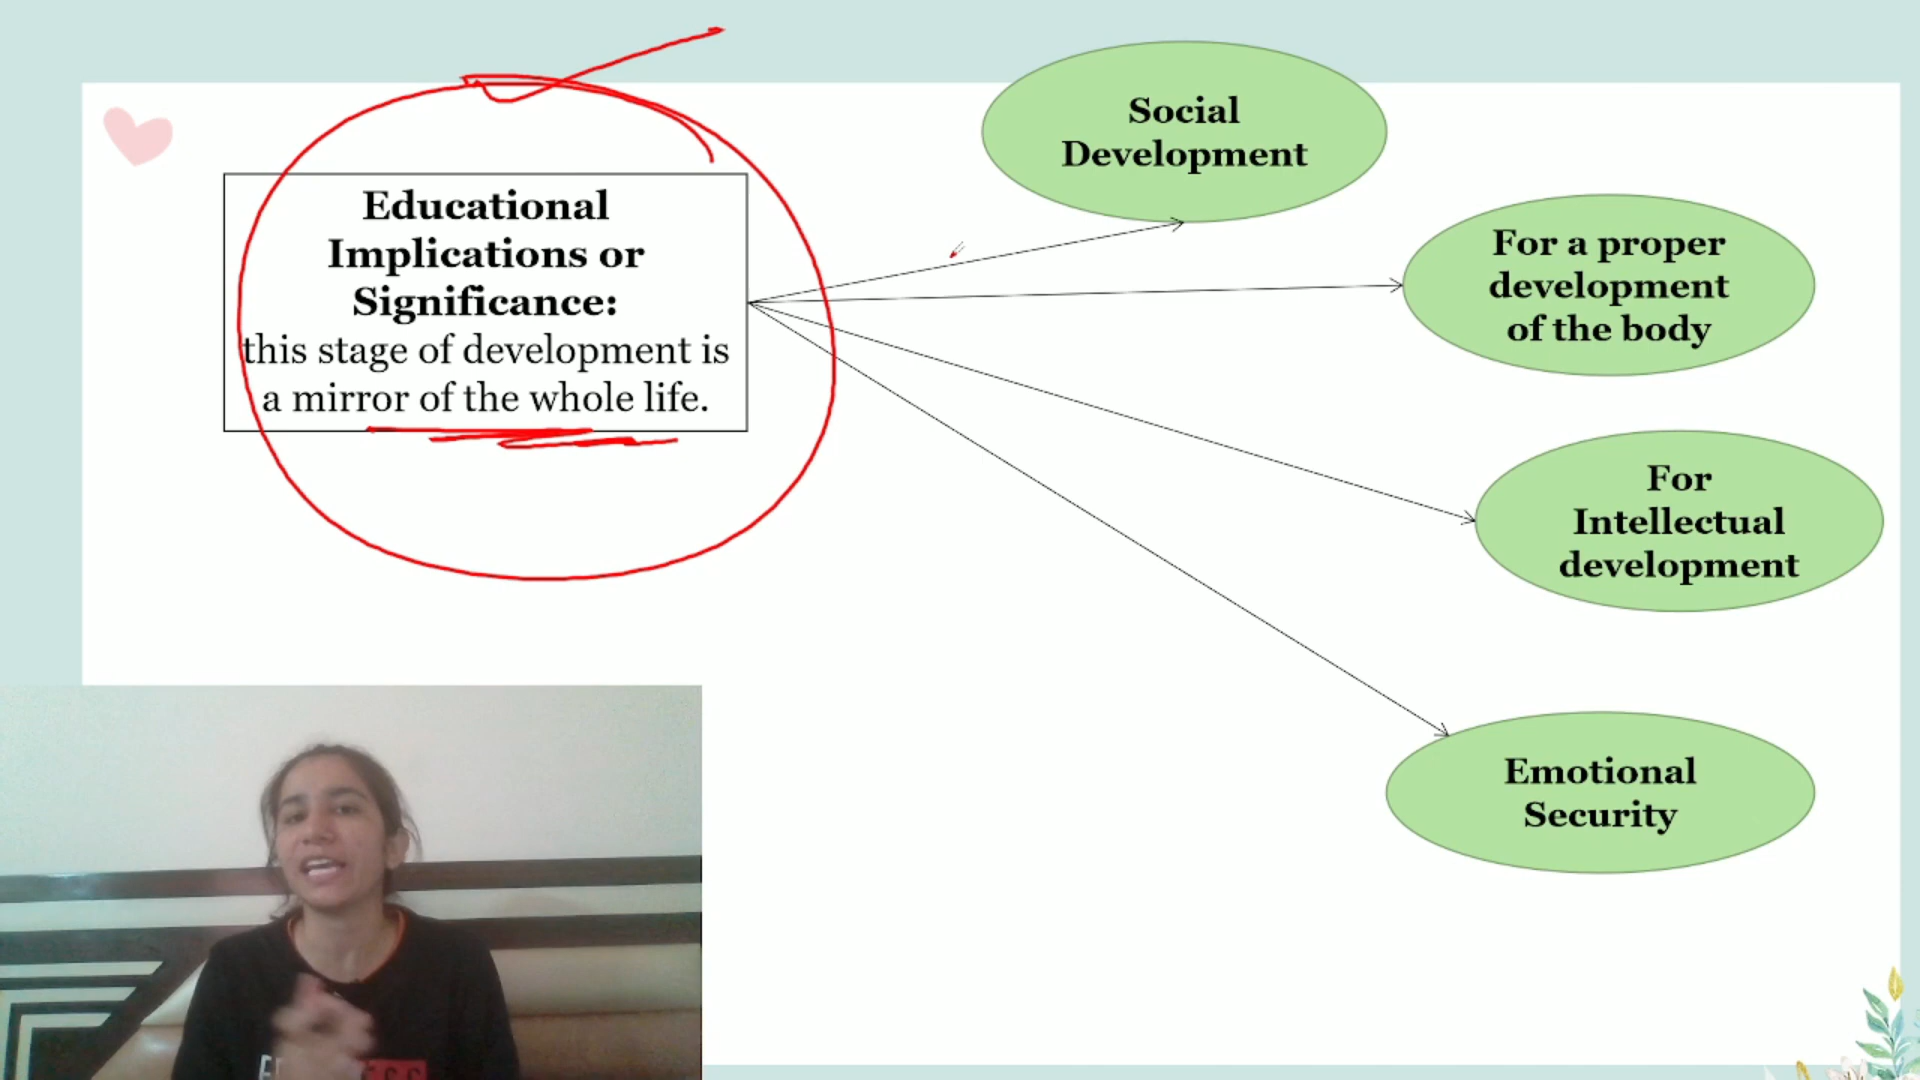 Educational
Implications or
Significance:
this stage of development is
a mirror of the whole life.
Social
Development
For a proper
development
of the body
For
Intellectual
development
Emotional
Security